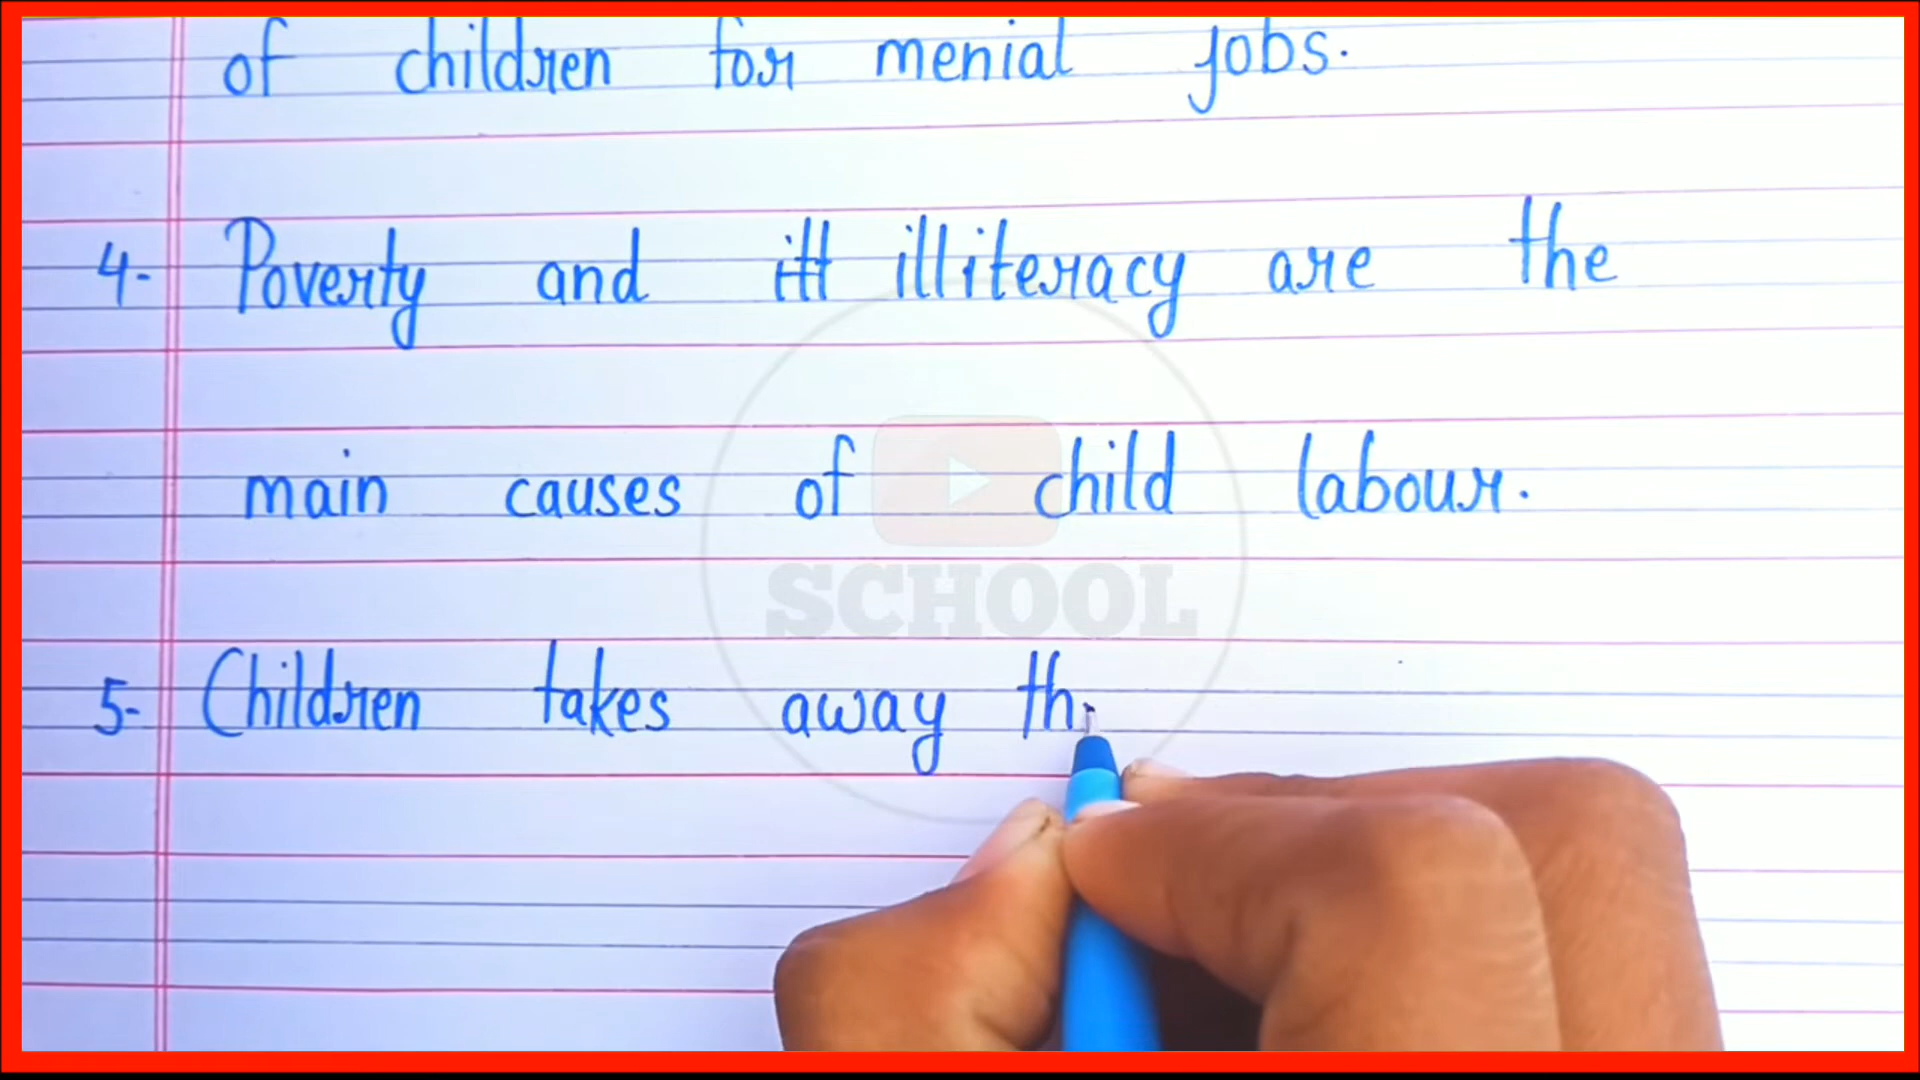 of children for menial jobs.
4- Poverty and illiteracy are the
main causes of child labour.
SCHOOL
5- Children takes away th